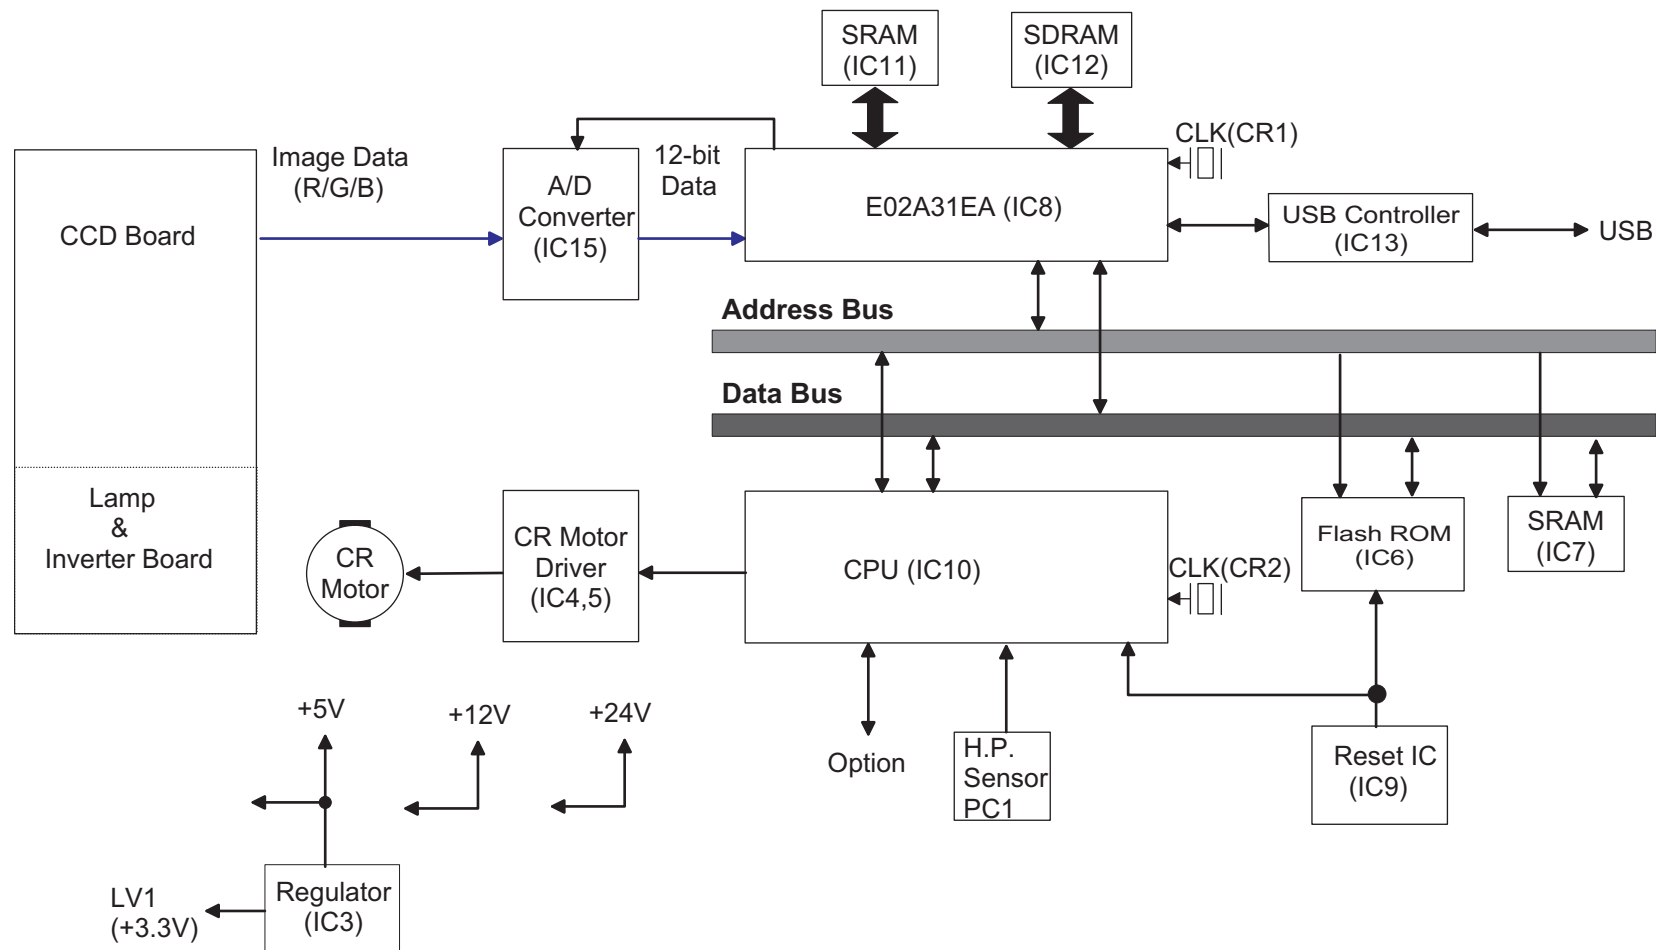 SRAM
(IC11)
SDRAM
(IC12)
CLK(CR1)
Image Data
(R/G/B)
12-bit
Data
A/D
Converter
(IC15)
E02A31EA (IC8)
USB Controller
(IC13)
USB
CCD Board
Address Bus
Data Bus
Lamp
&
Inverter Board
CR
Motor
CR Motor
Driver
(IC4,5)
CPU (IC10)
CLK(CR2)
Flash ROM
(IC6)
SRAM
(IC7)
+5V
+12V
+24V
Option
H.P.
Sensor
PC1
Reset IC
(IC9)
LV1
(+3.3V)
Regulator
(IC3)